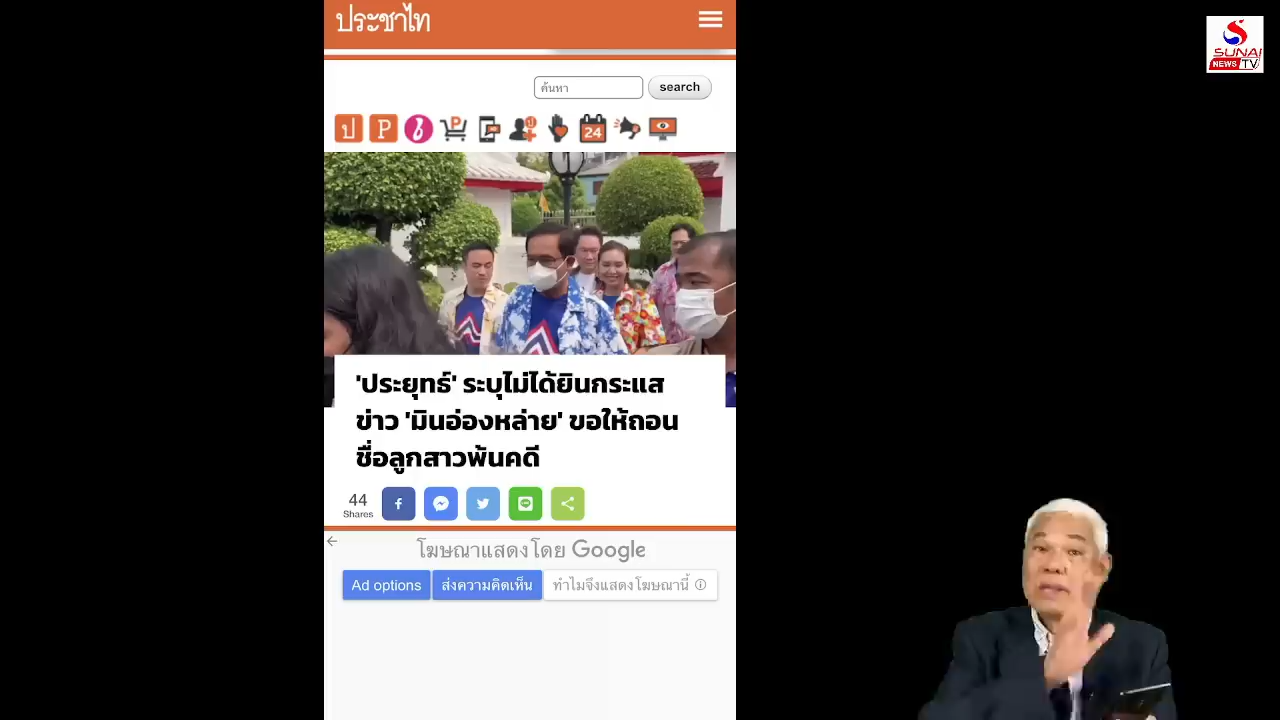 ประชาไท
SUNAI
NEWS TV
ค้นหา
search
ป P P 24
'ประยุทธ์' ระบุไม่ได้ยินกระแส
ข่าว 'มินอ่องหล่าย' ขอให้ถอน
ชื่อลูกสาวพ้นคดี
44
Shares
โฆษณาแสดงโดย Google
Ad options ส่งความคิดเห็น ทำไมจึงแสดงโฆษณานี้